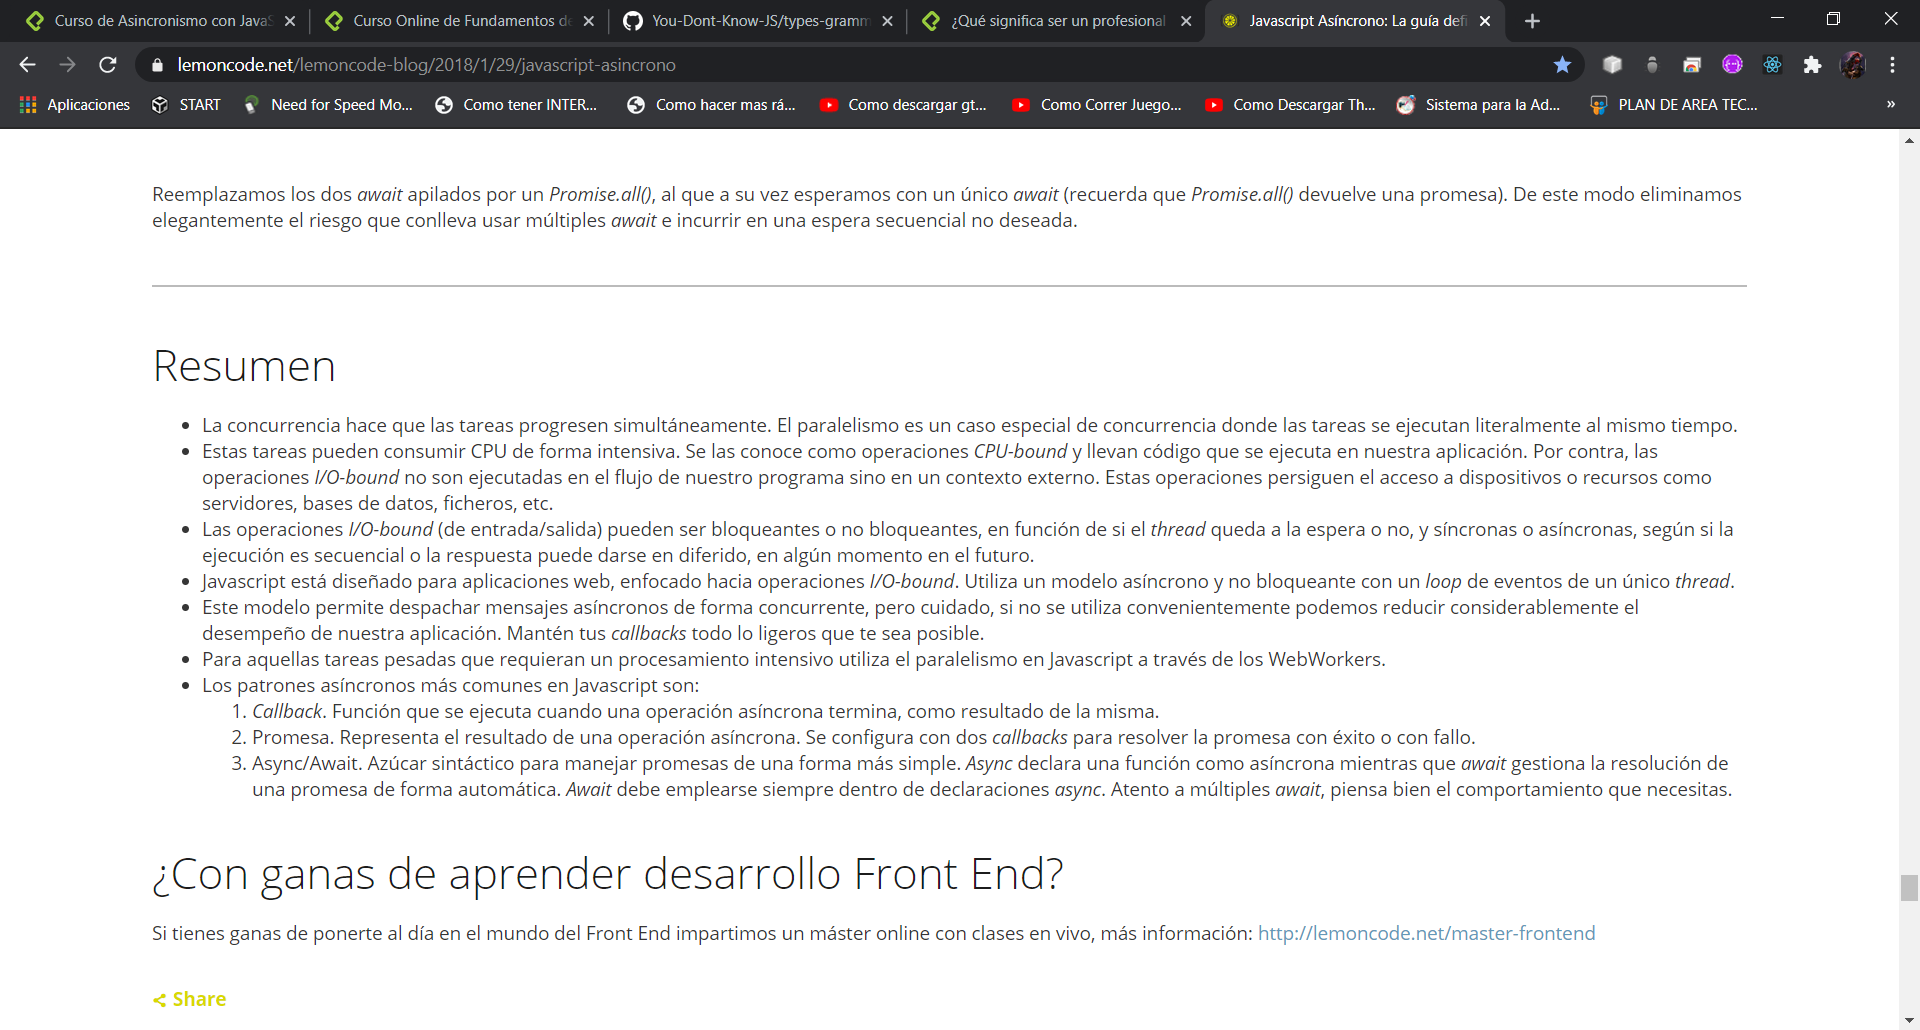 Curso de Asincronismo con JavaS
Curso Online de Fundamentos de
You-Dont-Know-JS/types-gramm
¿Qué significa ser un profesional
Javascript Asíncrono: La guía defi
lemoncode.net/lemoncode-blog/2018/1/29/javascript-asincrono
Aplicaciones
START
Need for Speed Mo...
Como tener INTER...
Como hacer mas rá...
Como descargar gt...
Como Correr Juego...
Como Descargar Th...
Sistema para la Ad...
PLAN DE AREA TEC...
»
Reemplazamos los dos await apilados por un Promise.all(), al que a su vez esperamos con un único await (recuerda que Promise.all() devuelve una promesa). De este modo eliminamos
elegantemente el riesgo que conlleva usar múltiples await e incurrir en una espera secuencial no deseada.
Resumen
• La concurrencia hace que las tareas progresen simultáneamente. El paralelismo es un caso especial de concurrencia donde las tareas se ejecutan literalmente al mismo tiempo.
• Estas tareas pueden consumir CPU de forma intensiva. Se las conoce como operaciones CPU-bound y llevan código que se ejecuta en nuestra aplicación. Por contra, las
operaciones I/O-bound no son ejecutadas en el flujo de nuestro programa sino en un contexto externo. Estas operaciones persiguen el acceso a dispositivos o recursos como
servidores, bases de datos, ficheros, etc.
• Las operaciones I/O-bound (de entrada/salida) pueden ser bloqueantes o no bloqueantes, en función de si el thread queda a la espera o no, y síncronas o asíncronas, según si la
ejecución es secuencial o la respuesta puede darse en diferido, en algún momento en el futuro.
• Javascript está diseñado para aplicaciones web, enfocado hacia operaciones I/O-bound. Utiliza un modelo asíncrono y no bloqueante con un loop de eventos de un único thread.
• Este modelo permite despachar mensajes asíncronos de forma concurrente, pero cuidado, si no se utiliza convenientemente podemos reducir considerablemente el
desempeño de nuestra aplicación. Mantén tus callbacks todo lo ligeros que te sea posible.
• Para aquellas tareas pesadas que requieran un procesamiento intensivo utiliza el paralelismo en Javascript a través de los WebWorkers.
• Los patrones asíncronos más comunes en Javascript son:
1. Callback. Función que se ejecuta cuando una operación asíncrona termina, como resultado de la misma.
2. Promesa. Representa el resultado de una operación asíncrona. Se configura con dos callbacks para resolver la promesa con éxito o con fallo.
3. Async/Await. Azúcar sintáctico para manejar promesas de una forma más simple. Async declara una función como asíncrona mientras que await gestiona la resolución de
una promesa de forma automática. Await debe emplearse siempre dentro de declaraciones async. Atento a múltiples await, piensa bien el comportamiento que necesitas.
¿Con ganas de aprender desarrollo Front End?
Si tienes ganas de ponerte al día en el mundo del Front End impartimos un máster online con clases en vivo, más información: http://lemoncode.net/master-frontend
Share